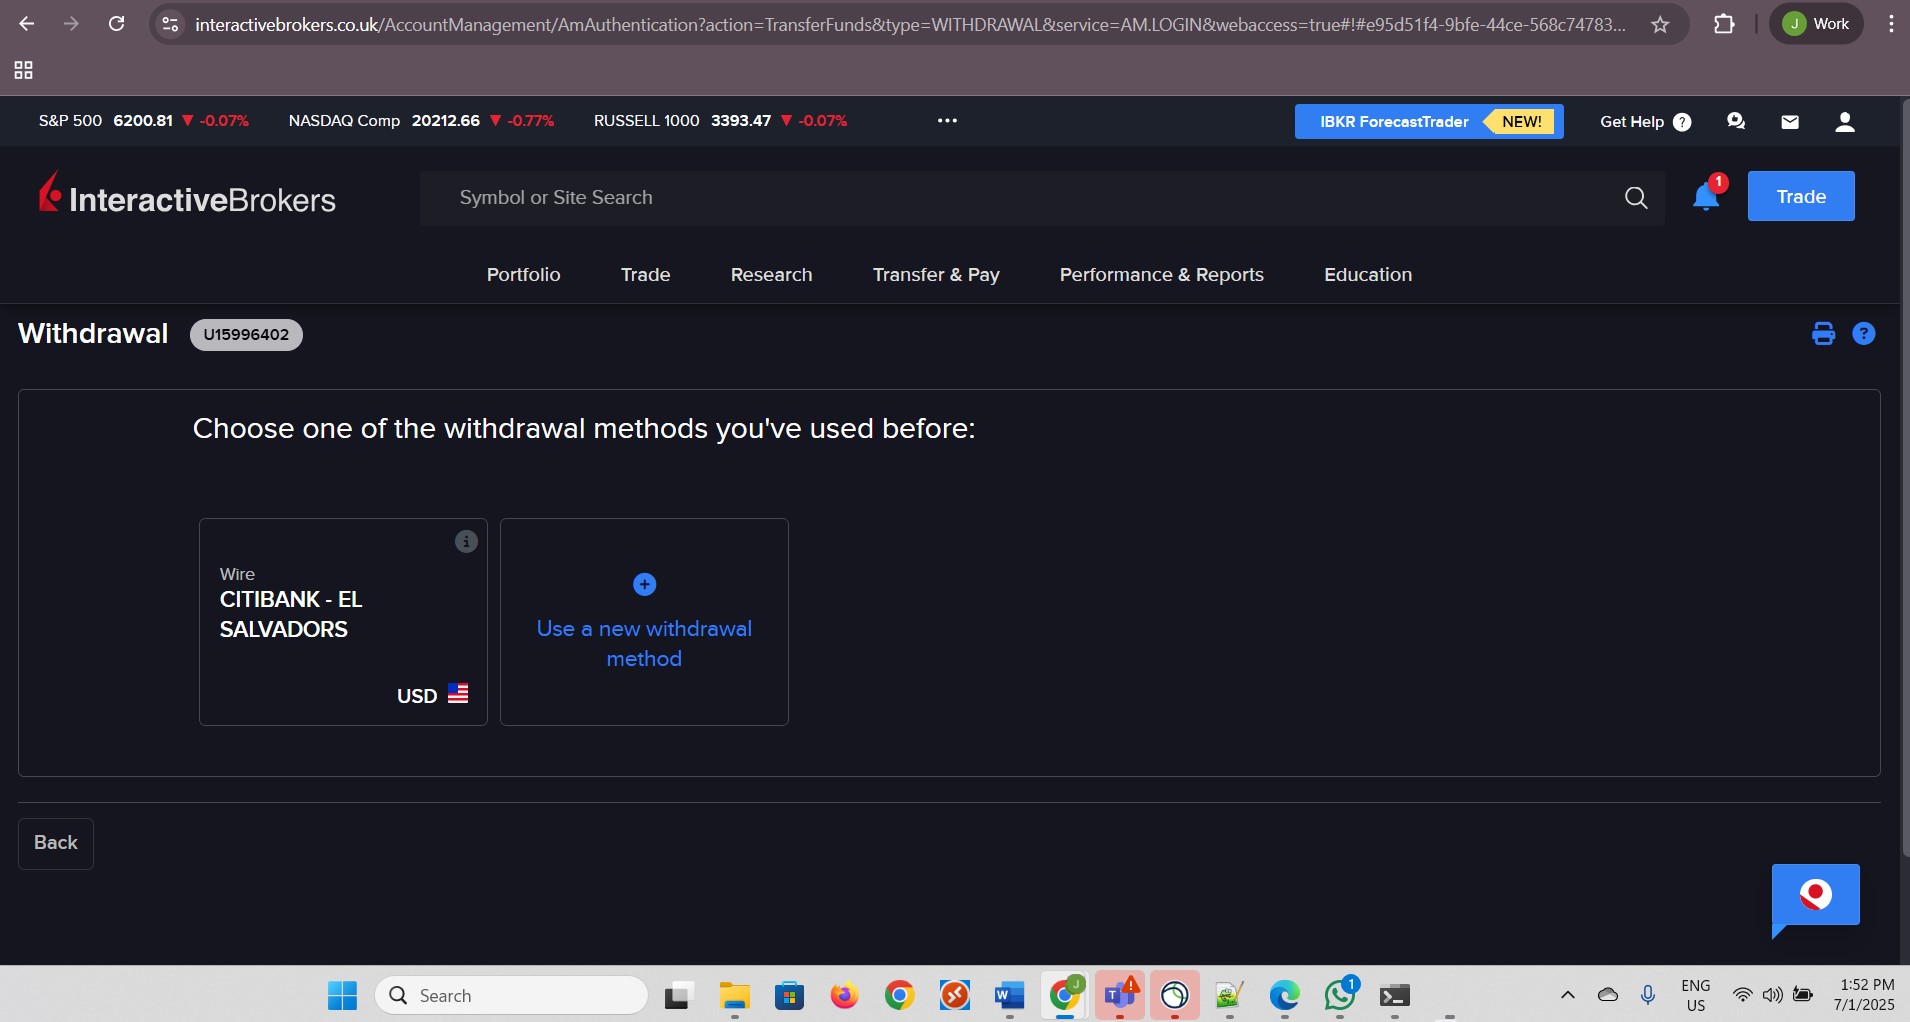 interactivebrokers.co.uk/AccountManagement/AmAuthentication?action=TransferFunds&type=WITHDRAWAL&service=AM.LOGIN&webaccess=true#!#e95d51f4-9bfe-44ce-568c74783...
J Work
S&P 500 6200.81 ▼ -0.07% NASDAQ Comp 20212.66 ▼ -0.77% RUSSELL 1000 3393.47 ▼ -0.07% ••• IBKR ForecastTrader NEW! Get Help ?
InteractiveBrokers Symbol or Site Search 1 Trade
Portfolio Trade Research Transfer & Pay Performance & Reports Education
Withdrawal U15996402 ?
Choose one of the withdrawal methods you've used before:
i
Wire
CITIBANK - EL
SALVADORS
USD
+
Use a new withdrawal
method
Back
Search J T ! W 1 ENG
US
1:52 PM
7/1/2025